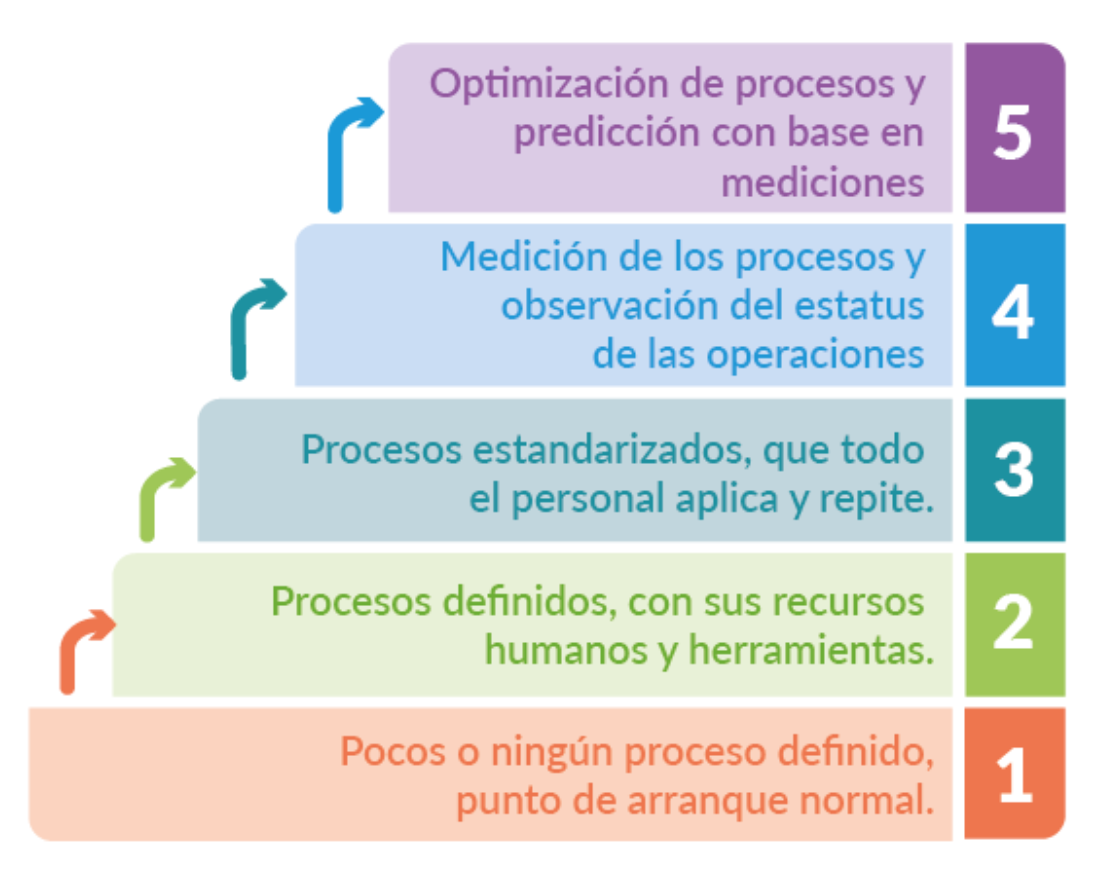 Optimización de procesos y
predicción con base en
mediciones
5
Medición de los procesos y
observación del estatus
de las operaciones
4
Procesos estandarizados, que todo
el personal aplica y repite.
3
Procesos definidos, con sus recursos
humanos y herramientas.
2
Pocos o ningún proceso definido,
punto de arranque normal.
1